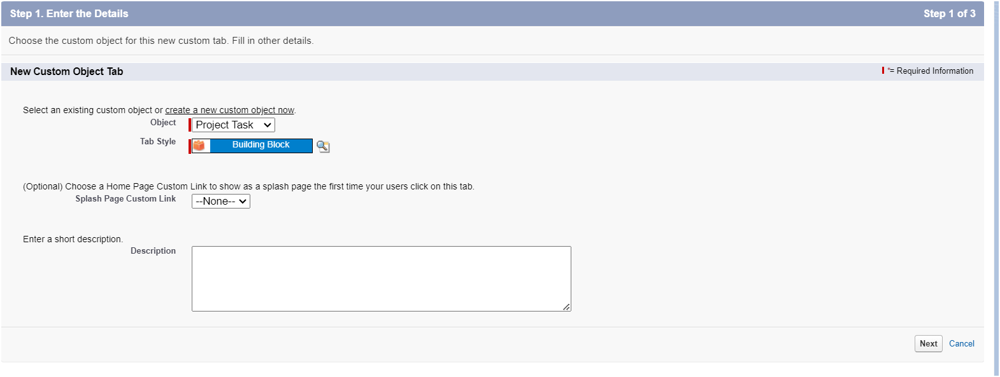 Step 1. Enter the Details
Step 1 of 3
Choose the custom object for this new custom tab. Fill in other details.
New Custom Object Tab
*= Required Information
Select an existing custom object or create a new custom object now.
Object
Project Task
Tab Style
Building Block
(Optional) Choose a Home Page Custom Link to show as a splash page the first time your users click on this tab.
Splash Page Custom Link
--None--
Enter a short description.
Description
Next
Cancel